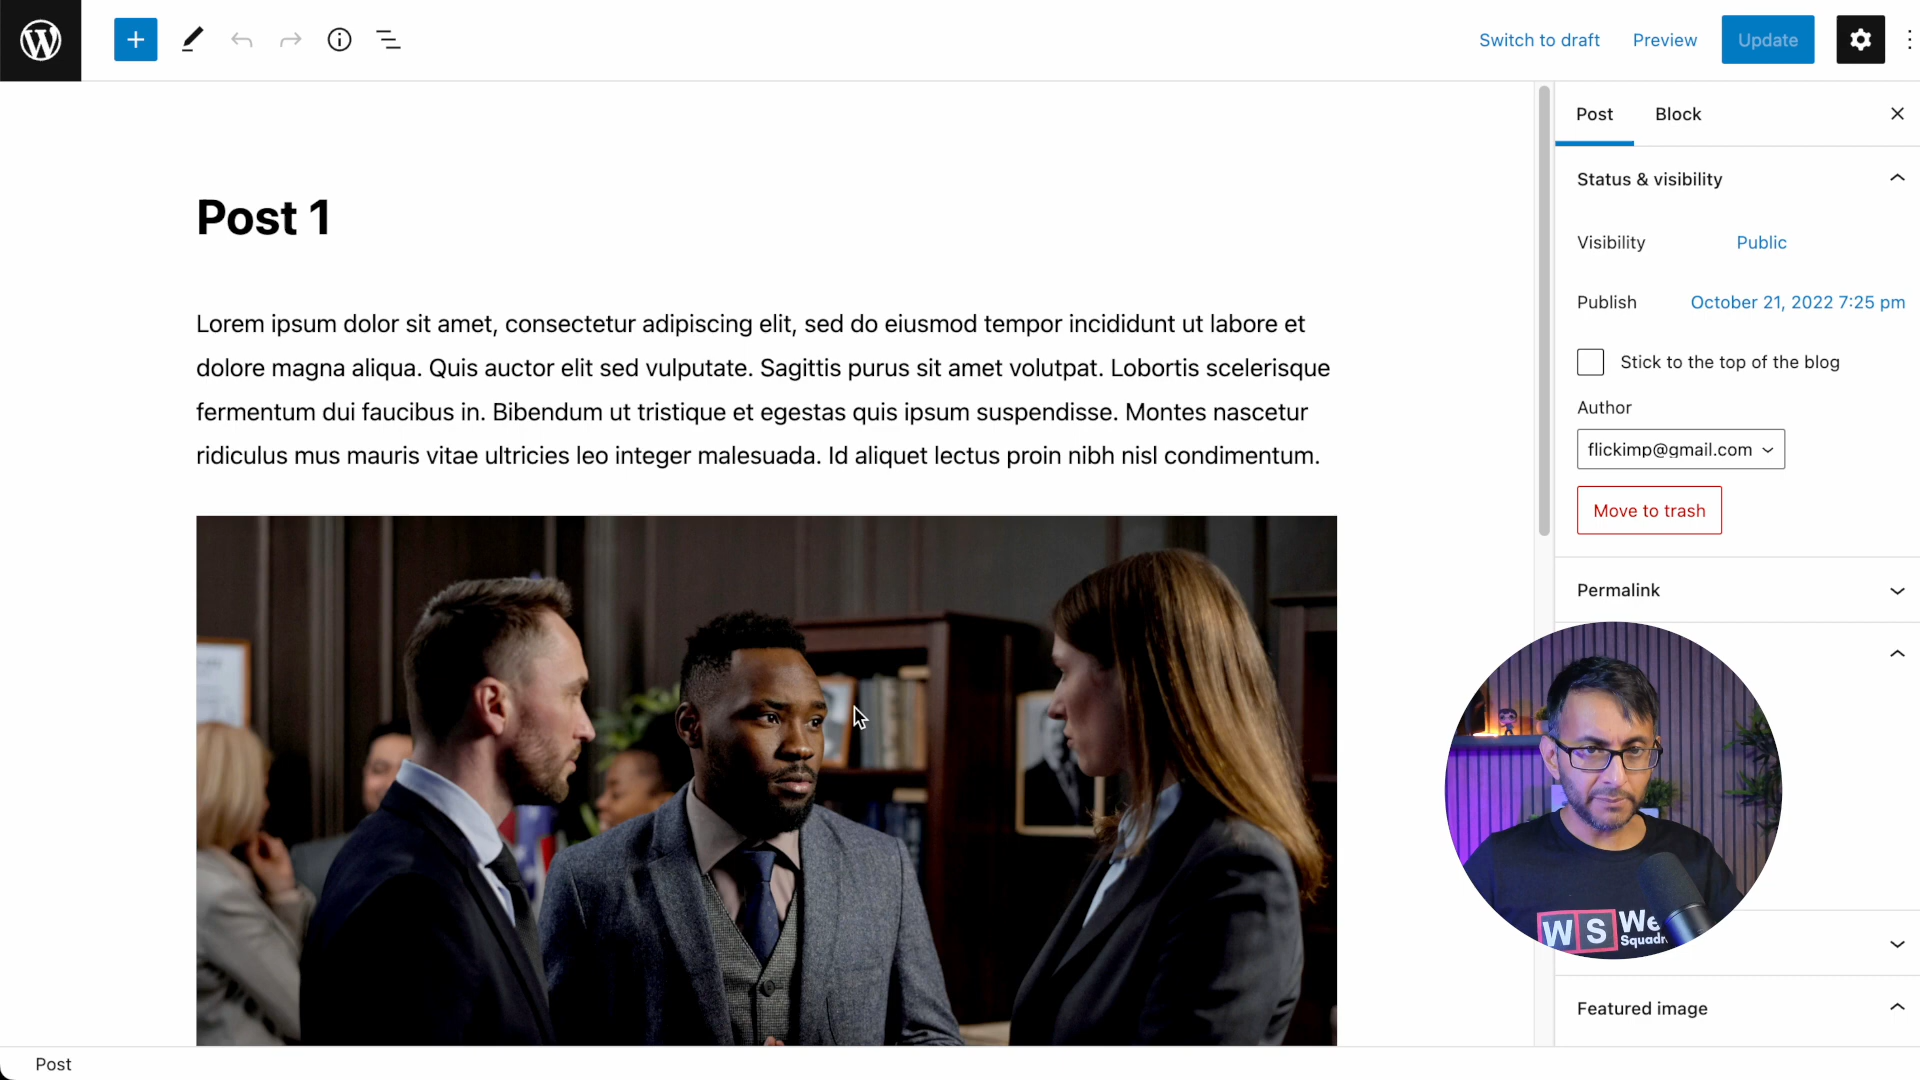 Switch to draft
Preview
Update
Post
Block
Status & visibility
Visibility
Public
Publish
October 21, 2022 7:25 pm
Stick to the top of the blog
Author
flickimp@gmail.com
Move to trash
Permalink
Featured image
Post 1
Lorem ipsum dolor sit amet, consectetur adipiscing elit, sed do eiusmod tempor incididunt ut labore et
dolore magna aliqua. Quis auctor elit sed vulputate. Sagittis purus sit amet volutpat. Lobortis scelerisque
fermentum dui faucibus in. Bibendum ut tristique et egestas quis ipsum suspendisse. Montes nascetur
ridiculus mus mauris vitae ultricies leo integer malesuada. Id aliquet lectus proin nibh nisl condimentum.
W S
Post